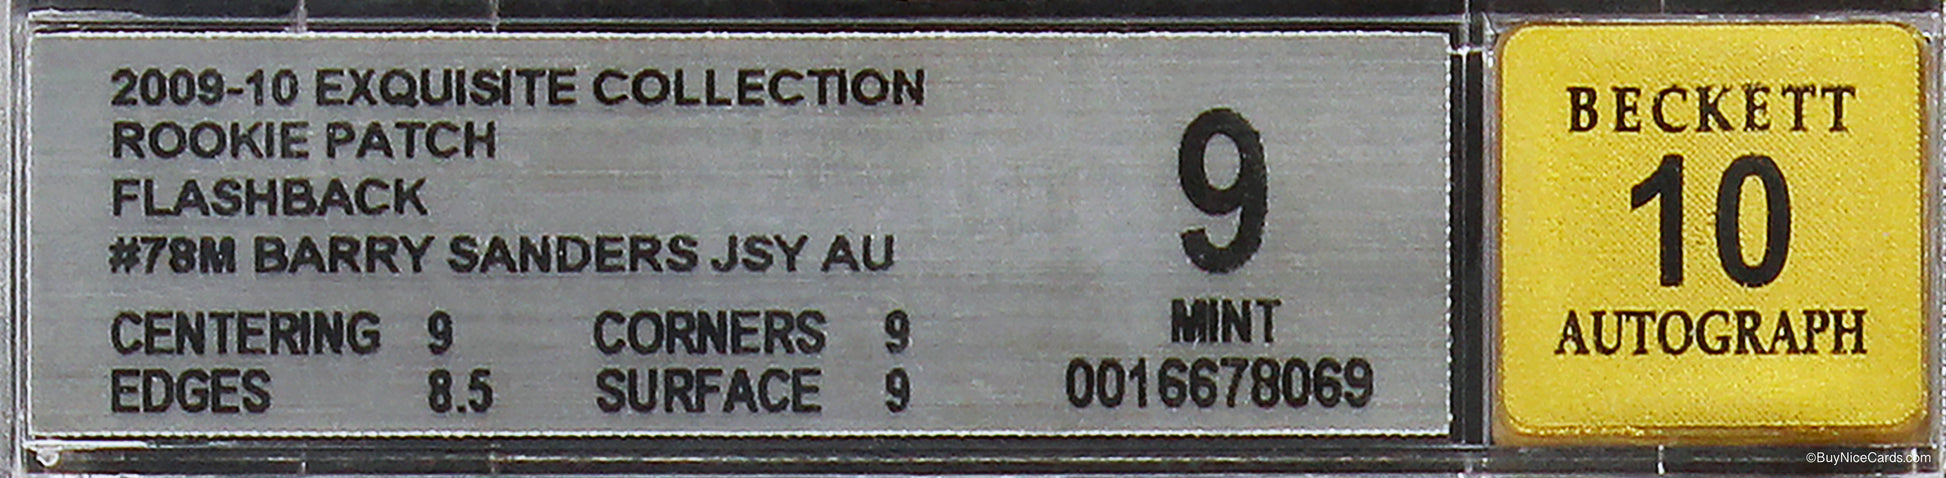 2009-10 EXQUISITE COLLECTION
ROOKIE PATCH
FLASHBACK
#78M BARRY SANDERS JSY AU
CENTERING 9 CORNERS 9
EDGES 8.5 SURFACE 9
9
MINT
0016678069
BECKETT
10
AUTOGRAPH
©BuyNiceCards.com